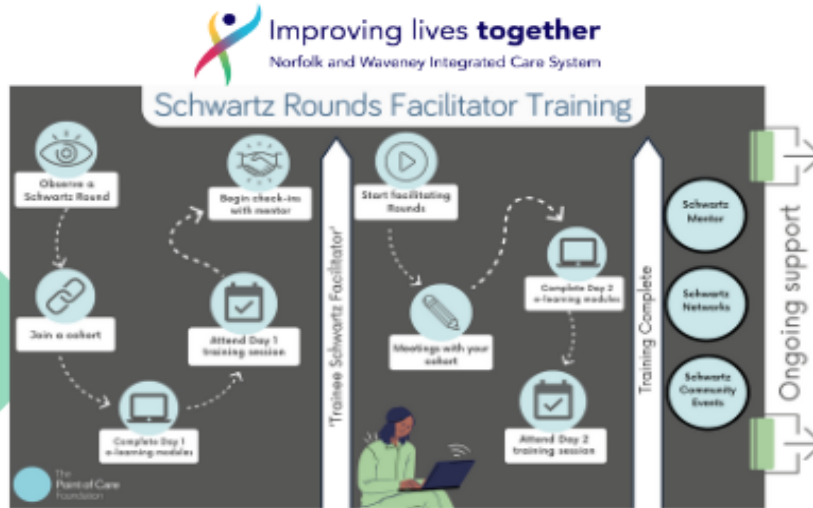 Improving lives together
Norfolk and Waveney Integrated Care System
Schwartz Rounds Facilitator Training
Observe a
Schwartz Round
Join a cohort
Complete Day 1
e-learning modules
Attend Day 1
training session
Begin check-ins
with mentor
'Trainee Schwartz Facilitator'
Start facilitating
Rounds
Meetings with your
cohort
Complete Day 2
e-learning modules
Attend Day 2
training session
Training Complete
Schwartz
Mentor
Schwartz
Networks
Schwartz
Community
Events
Ongoing support
The
Point of Care
Foundation